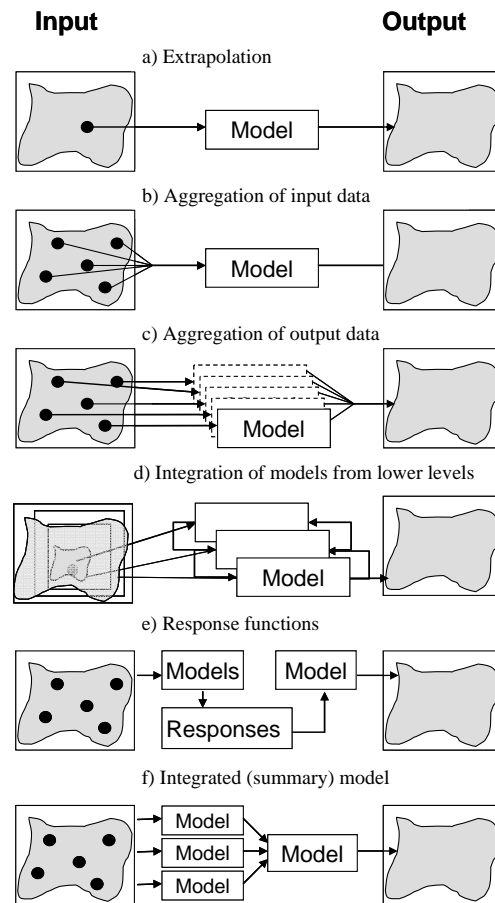 Input Output
a) Extrapolation
Model
b) Aggregation of input data
Model
c) Aggregation of output data
Model
d) Integration of models from lower levels
Model
e) Response functions
Models Model
Responses
f) Integrated (summary) model
Model
Model Model
Model